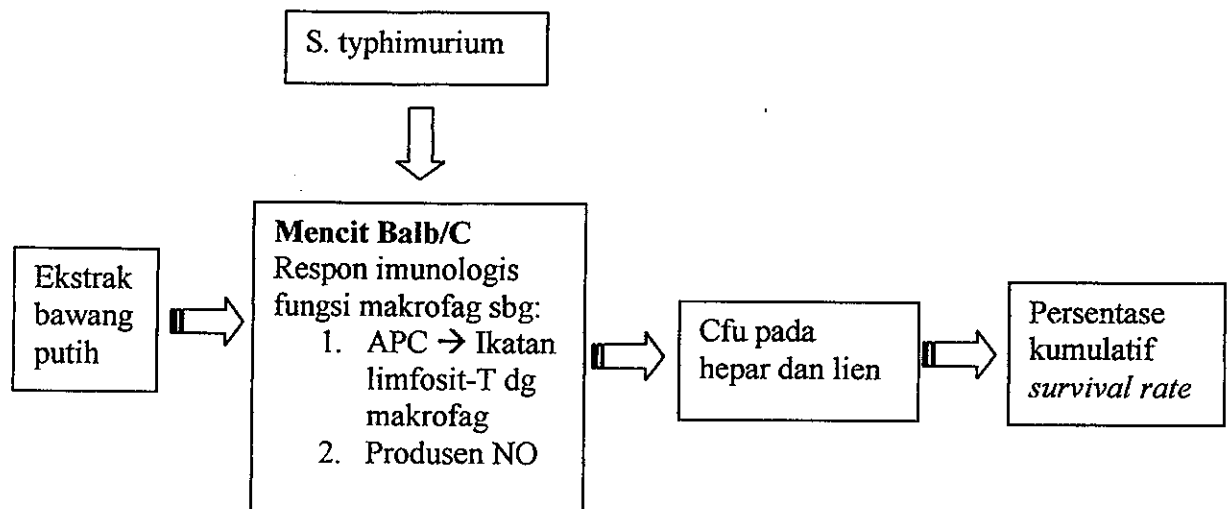 S. typhimurium
Ekstrak
bawang
putih
Mencit Balb/C
Respon imunologis
fungsi makrofag sbg:
1. APC → Ikatan
limfosit-T dg
makrofag
2. Produsen NO
Cfu pada
hepar dan lien
Persentase
kumulatif
survival rate